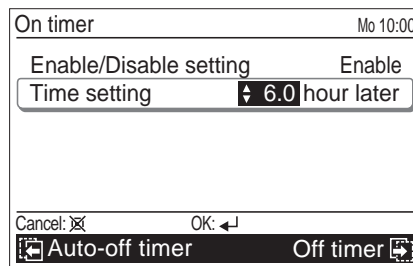 On timer Mo 10:00
Enable/Disable setting Enable
Time setting 6.0 hour later
Cancel: OK:
Auto-off timer Off timer